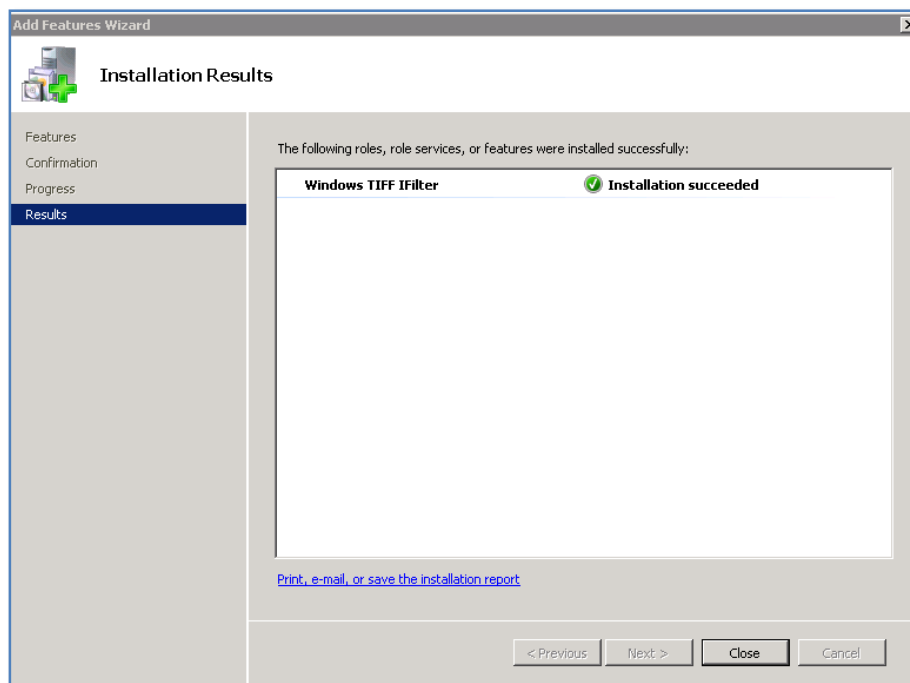 Add Features Wizard
Installation Results
Features
Confirmation
Progress
Results
The following roles, role services, or features were installed successfully:
Windows TIFF IFilter Installation succeeded
Print, e-mail, or save the installation report
< Previous Next > Close Cancel